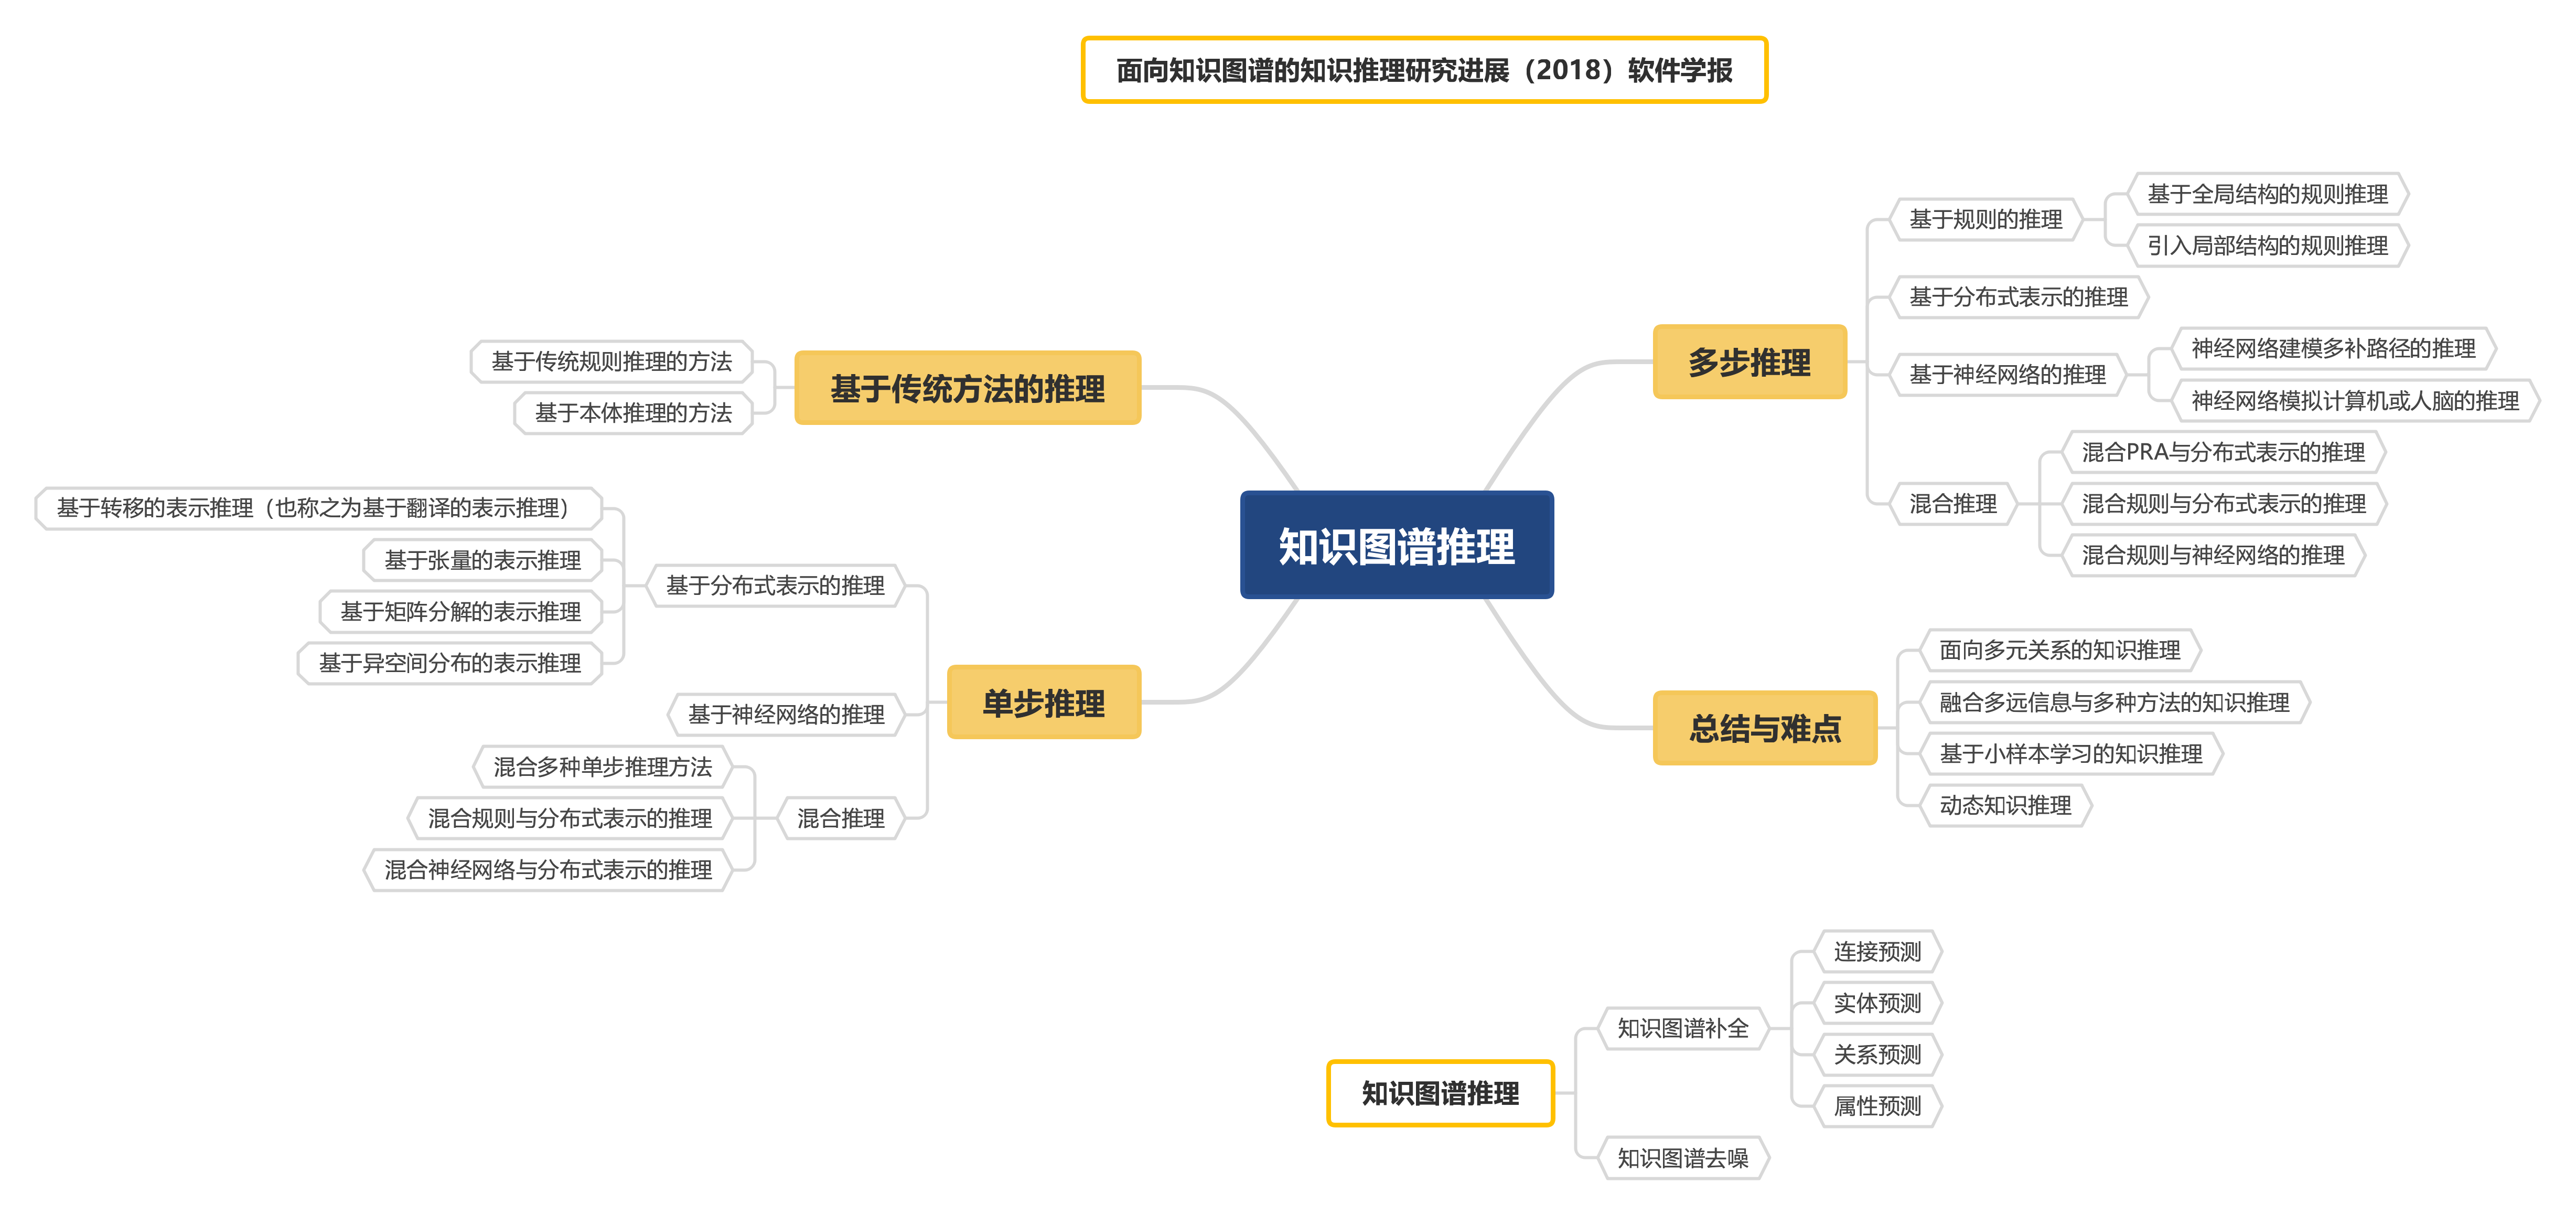 面向知识图谱的知识推理研究进展（2018）软件学报
知识图谱推理
基于传统方法的推理
基于传统规则推理的方法
基于本体推理的方法
单步推理
基于分布式表示的推理
基于转移的表示推理（也称之为基于翻译的表示推理）
基于张量的表示推理
基于矩阵分解的表示推理
基于异空间分布的表示推理
基于神经网络的推理
混合推理
混合多种单步推理方法
混合规则与分布式表示的推理
混合神经网络与分布式表示的推理
多步推理
基于规则的推理
基于全局结构的规则推理
引入局部结构的规则推理
基于分布式表示的推理
基于神经网络的推理
神经网络建模多补路径的推理
神经网络模拟计算机或人脑的推理
混合推理
混合PRA与分布式表示的推理
混合规则与分布式表示的推理
混合规则与神经网络的推理
总结与难点
面向多元关系的知识推理
融合多远信息与多种方法的知识推理
基于小样本学习的知识推理
动态知识推理
知识图谱推理
知识图谱补全
连接预测
实体预测
关系预测
属性预测
知识图谱去噪